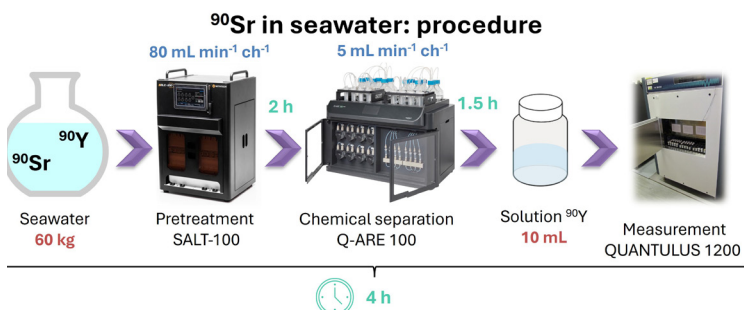 ⁹⁰Sr in seawater: procedure
80 mL min⁻¹ ch⁻¹
5 mL min⁻¹ ch⁻¹
2 h
1.5 h
⁹⁰Y
⁹⁰Sr
Seawater
60 kg
Pretreatment
SALT-100
Chemical separation
Q-ARE 100
Solution ⁹⁰Y
10 mL
Measurement
QUANTULUS 1200
4 h